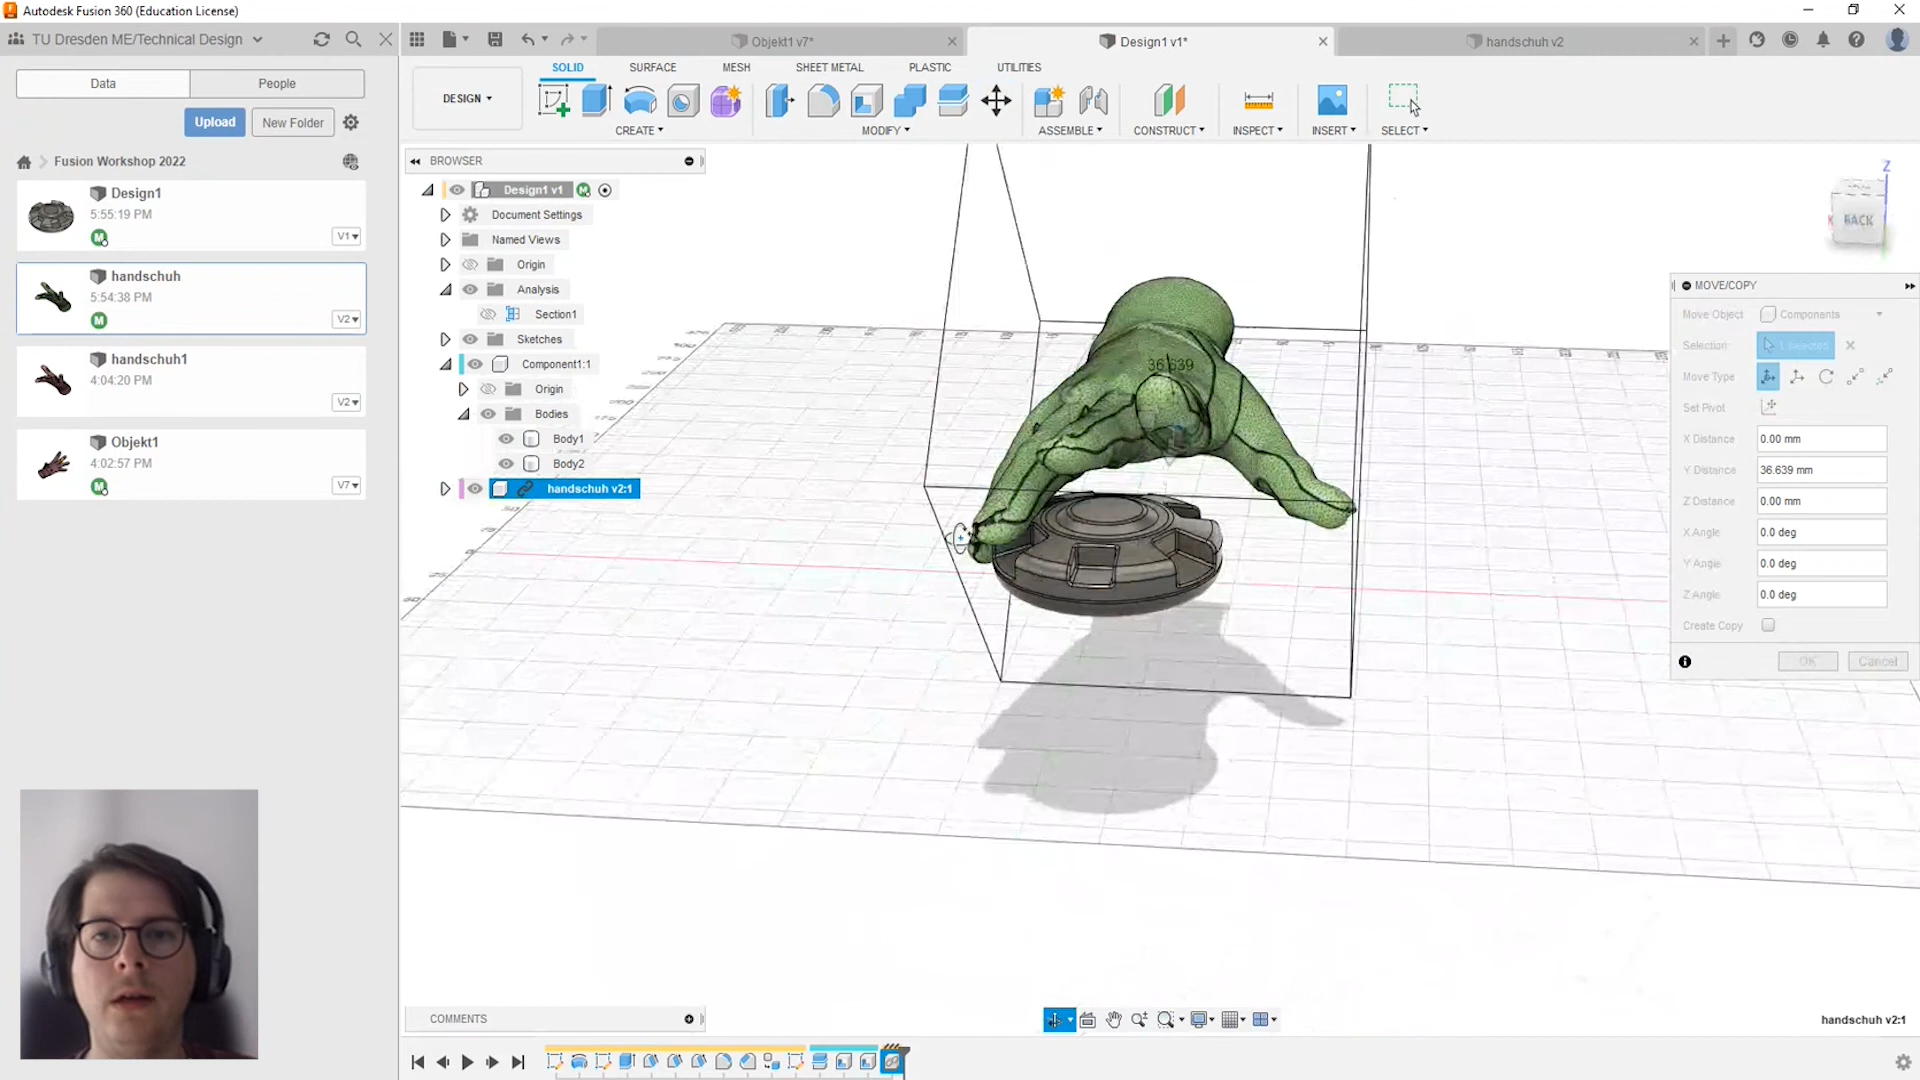 Autodesk Fusion 360 (Education License)
TU Dresden ME/Technical Design
Objekt1 v7*
Design1 v1*
handschuh v2
Data
People
Upload
New Folder
Fusion Workshop 2022
Design1
5:55:19 PM
V1
handschuh
5:54:38 PM
V2
handschuh1
4:04:20 PM
V2
Objekt1
4:02:57 PM
V7
SOLID
SURFACE
MESH
SHEET METAL
PLASTIC
UTILITIES
DESIGN
CREATE
MODIFY
ASSEMBLE
CONSTRUCT
INSPECT
INSERT
SELECT
BROWSER
Design1 v1
Document Settings
Named Views
Origin
Analysis
Section1
Sketches
Component1:1
Origin
Bodies
Body1
Body2
handschuh v2:1
36.639
Z
BACK
MOVE/COPY
Move Object
Components
Selection
1 selected
Move Type
Set Pivot
X Distance
0.00 mm
Y Distance
36.639 mm
Z Distance
0.00 mm
X Angle
0.0 deg
Y Angle
0.0 deg
Z Angle
0.0 deg
Create Copy
OK
Cancel
COMMENTS
handschuh v2:1